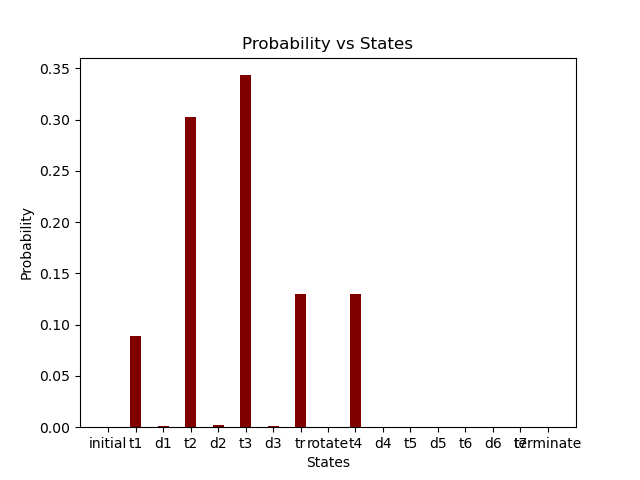 Probability vs States
Probability
0.35
0.30
0.25
0.20
0.15
0.10
0.05
0.00
initial t1 d1 t2 d2 t3 d3 tr rotate t4 d4 t5 d5 t6 d6 t7 terminate
States